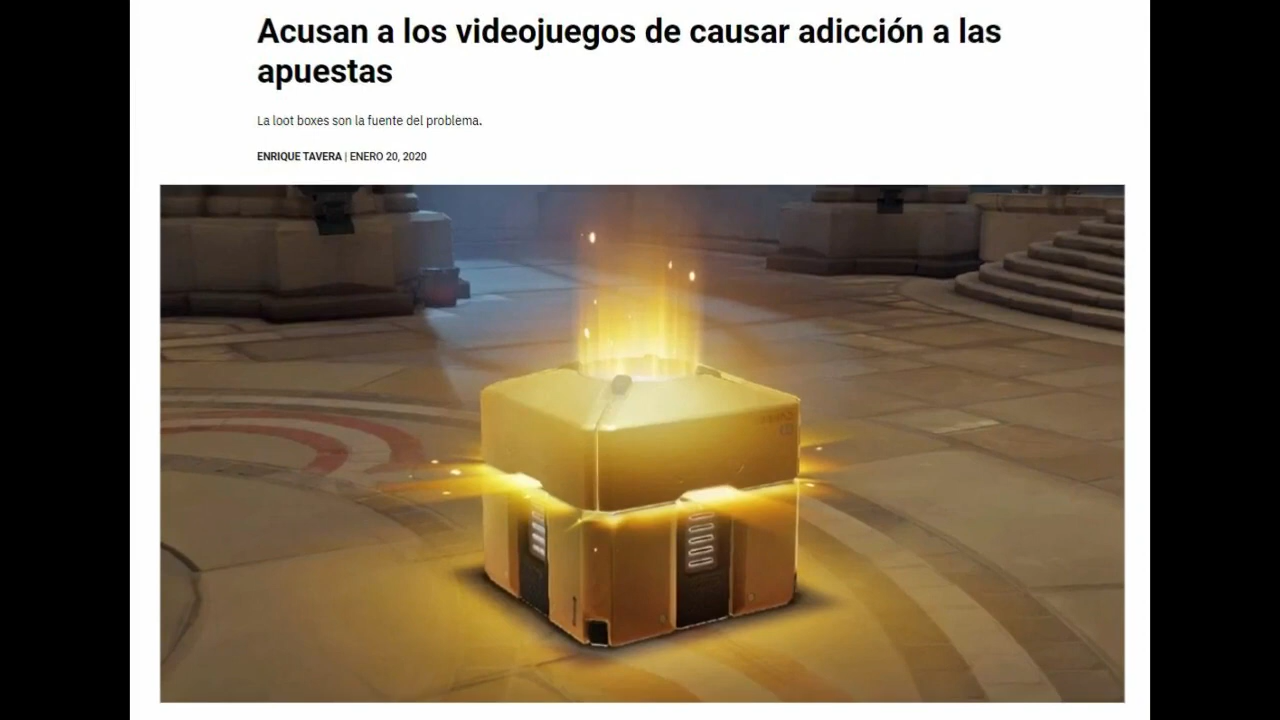 Acusan a los videojuegos de causar adicción a las
apuestas
La loot boxes son la fuente del problema.
ENRIQUE TAVERA | ENERO 20, 2020